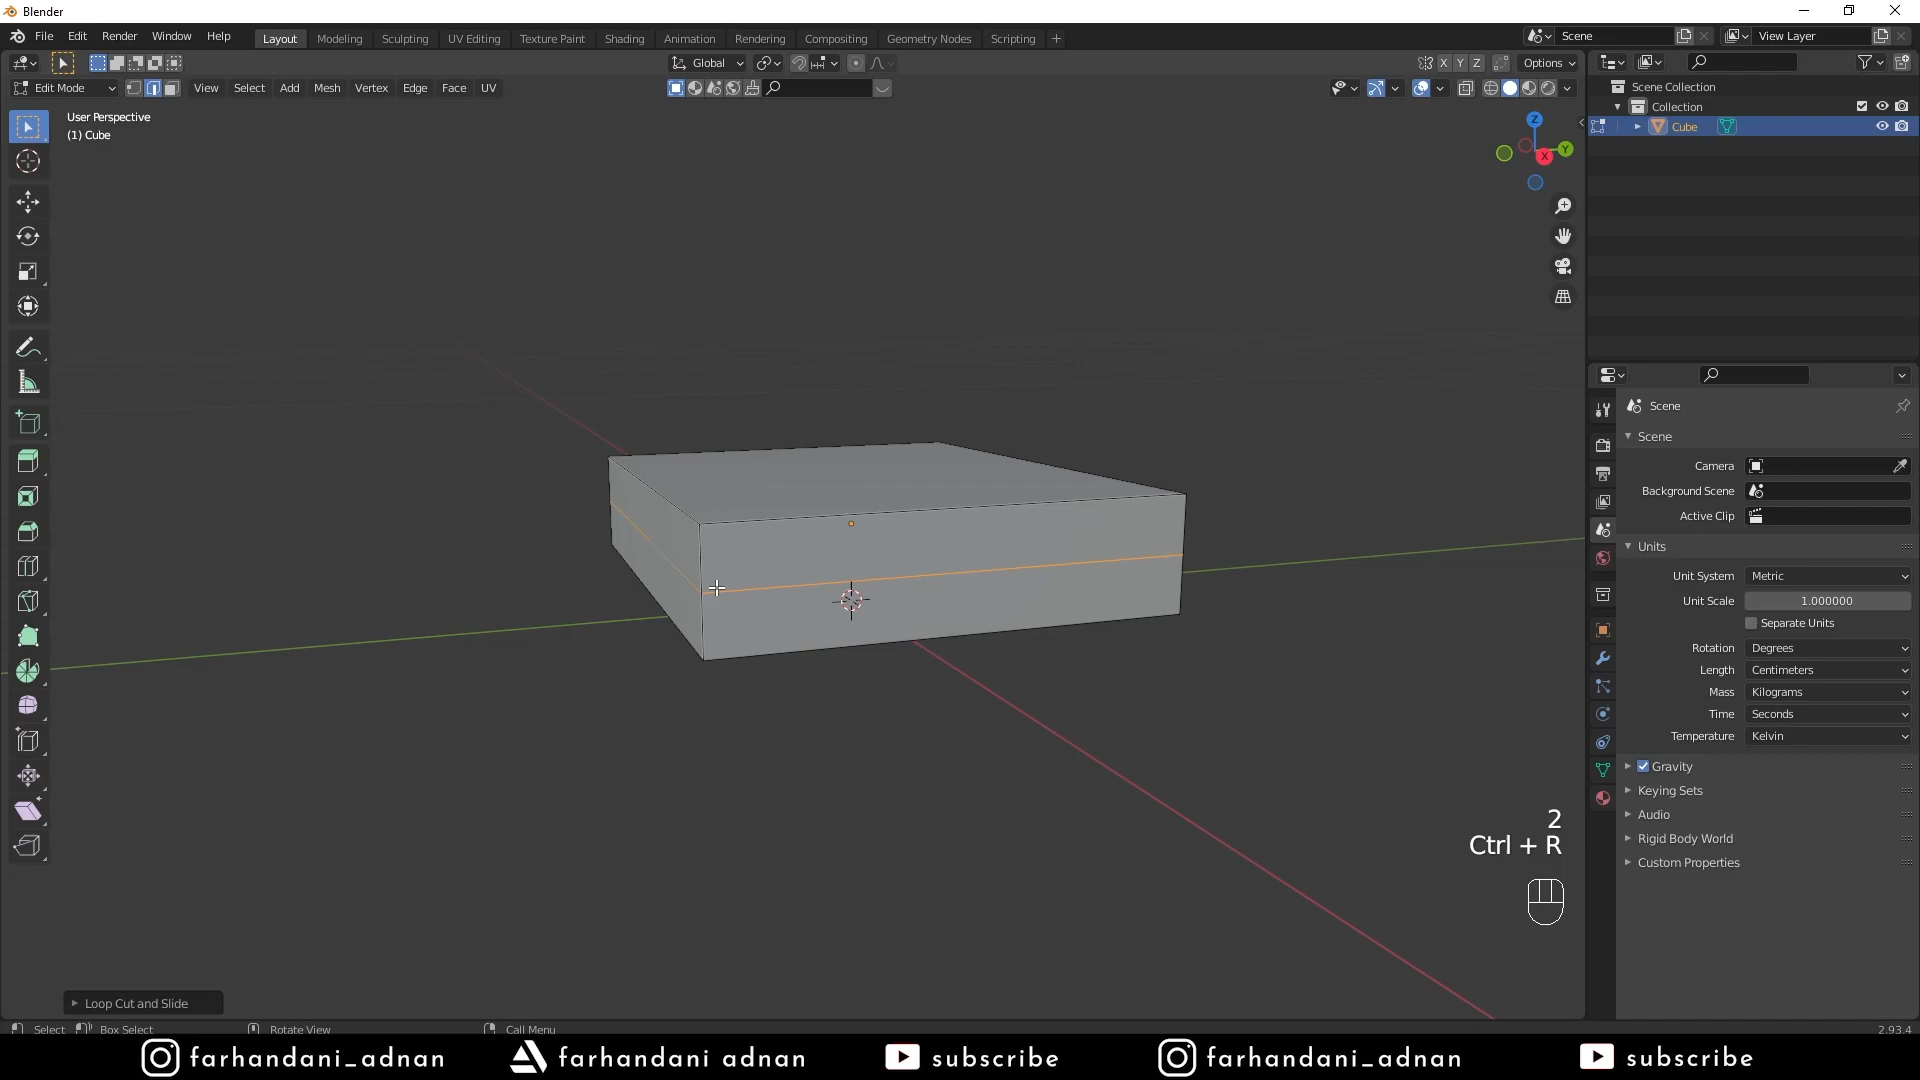 Blender
File Edit Render Window Help
Layout Modeling Sculpting UV Editing Texture Paint Shading Animation Rendering Compositing Geometry Nodes Scripting +
Scene
View Layer
Global
X Y Z
Options
Edit Mode
View Select Add Mesh Vertex Edge Face UV
User Perspective
(1) Cube
Z
Y
X
Scene Collection
Collection
Cube
Scene
Scene
Camera
Background Scene
Active Clip
Units
Unit System Metric
Unit Scale 1.000000
Separate Units
Rotation Degrees
Length Centimeters
Mass Kilograms
Time Seconds
Temperature Kelvin
Gravity
Keying Sets
Audio
Rigid Body World
Custom Properties
2
Ctrl + R
Loop Cut and Slide
Select Box Select Rotate View Call Menu 2.93.4
farhandani_adnan farhandani adnan subscribe farhandani_adnan subscribe